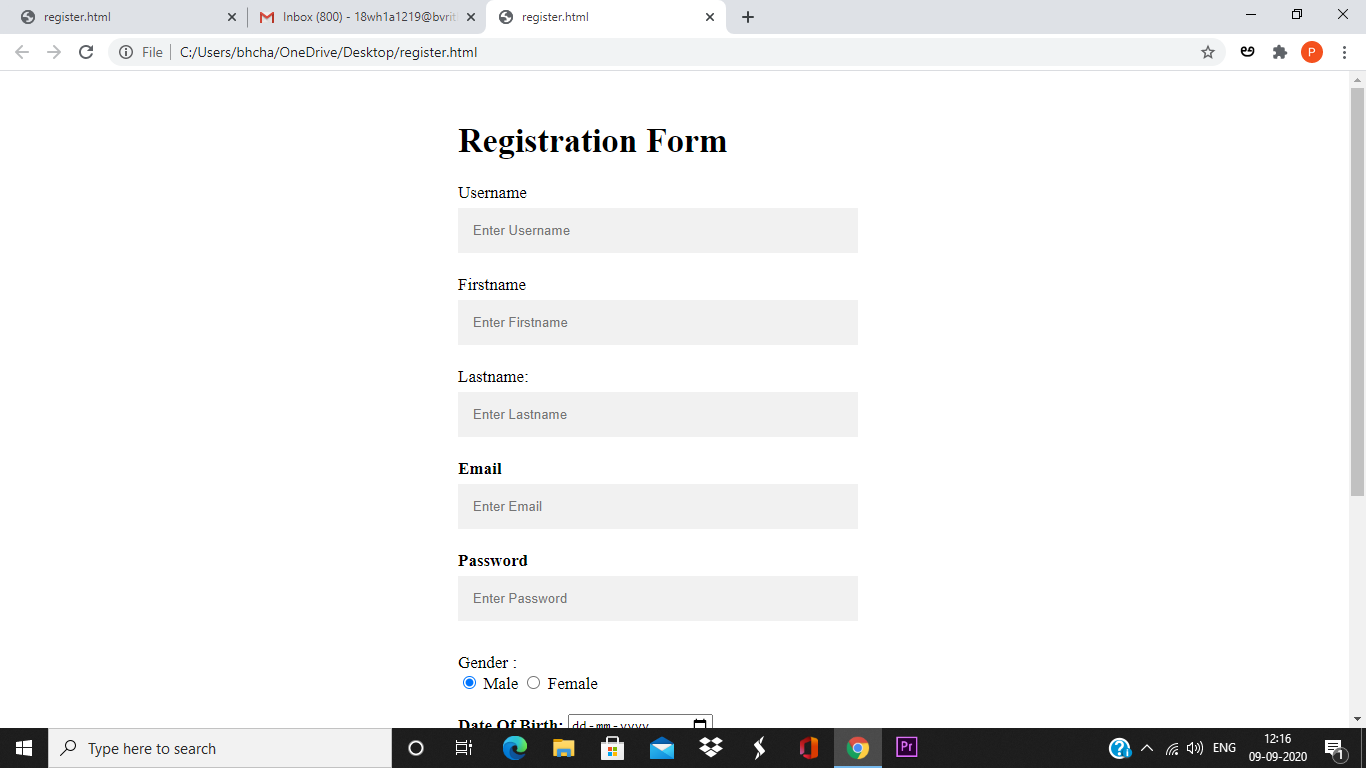 register.html
Inbox (800) - 18wh1a1219@bvrit
register.html
File
C:/Users/bhcha/OneDrive/Desktop/register.html
P
Registration Form
Username
Enter Username
Firstname
Enter Firstname
Lastname:
Enter Lastname
Email
Enter Email
Password
Enter Password
Gender :
Male Female
Date Of Birth: dd-mm-yyyy
Type here to search
Pr
ENG
12:16
09-09-2020
1